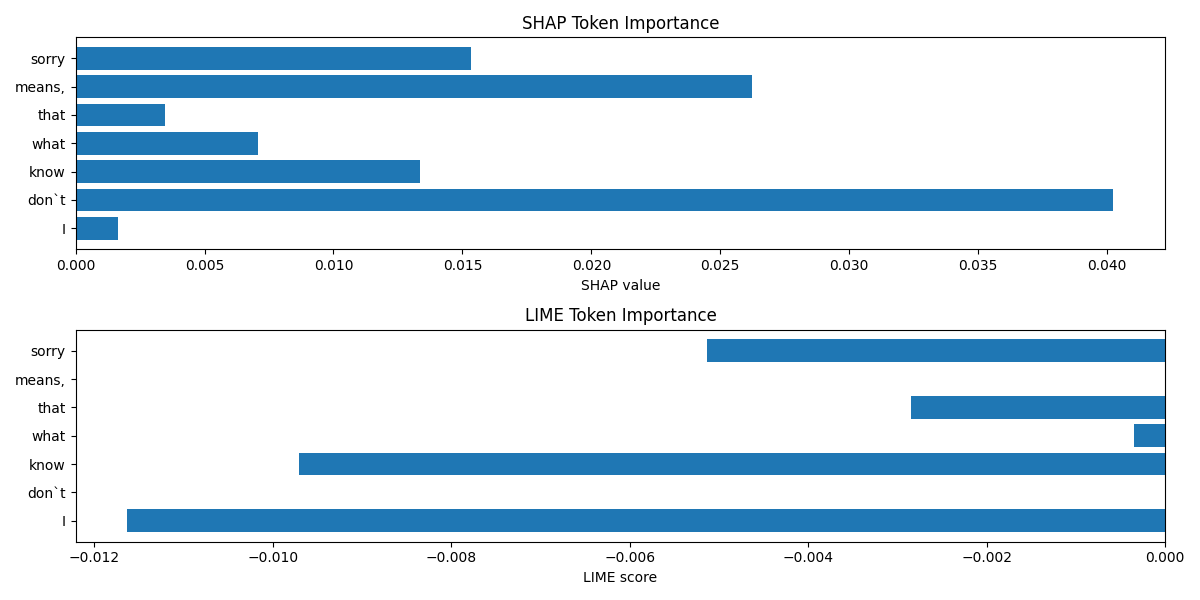 SHAP Token Importance
sorry
means,
that
what
know
don`t
I
0.000 0.005 0.010 0.015 0.020 0.025 0.030 0.035 0.040
SHAP value
LIME Token Importance
sorry
means,
that
what
know
don`t
I
−0.012 −0.010 −0.008 −0.006 −0.004 −0.002 0.000
LIME score